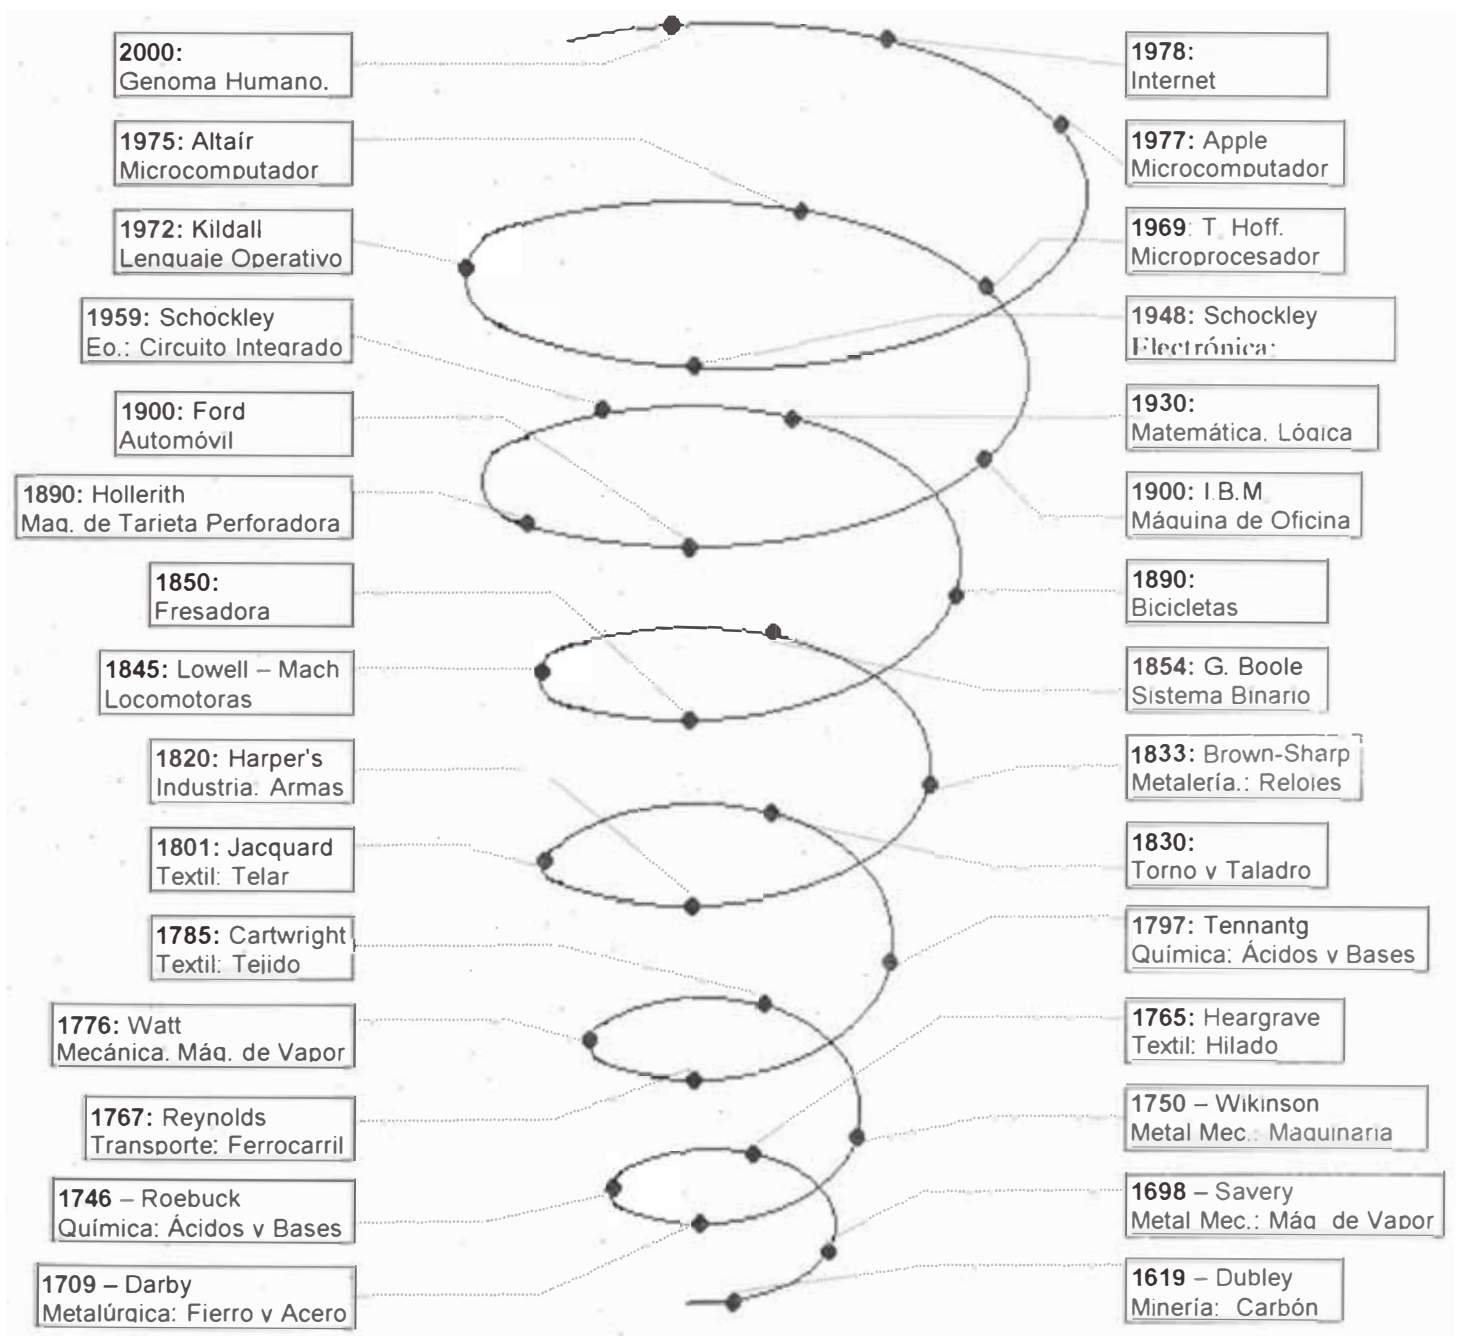 2000:
Genoma Humano.
1975: Altaír
Microcomputador
1972: Kildall
Lenguaje Operativo
1959: Schockley
Eo.: Circuito Integrado
1900: Ford
Automóvil
1890: Hollerith
Maq. de Tarjeta Perforadora
1850:
Fresadora
1845: Lowell – Mach
Locomotoras
1820: Harper's
Industria: Armas
1801: Jacquard
Textil: Telar
1785: Cartwright
Textil: Tejido
1776: Watt
Mecánica. Máq. de Vapor
1767: Reynolds
Transporte: Ferrocarril
1746 – Roebuck
Química: Ácidos y Bases
1709 – Darby
Metalúrgica: Fierro y Acero
1978:
Internet
1977: Apple
Microcomputador
1969: T. Hoff.
Microprocesador
1948: Schockley
Electrónica:
1930:
Matemática. Lógica
1900: I.B.M
Máquina de Oficina
1890:
Bicicletas
1854: G. Boole
Sistema Binario
1833: Brown-Sharp
Metalería.: Relojes
1830:
Torno y Taladro
1797: Tennantg
Química: Ácidos y Bases
1765: Heargrave
Textil: Hilado
1750 – Wikinson
Metal Mec.: Maquinaria
1698 – Savery
Metal Mec.: Máq. de Vapor
1619 – Dubley
Minería: Carbón